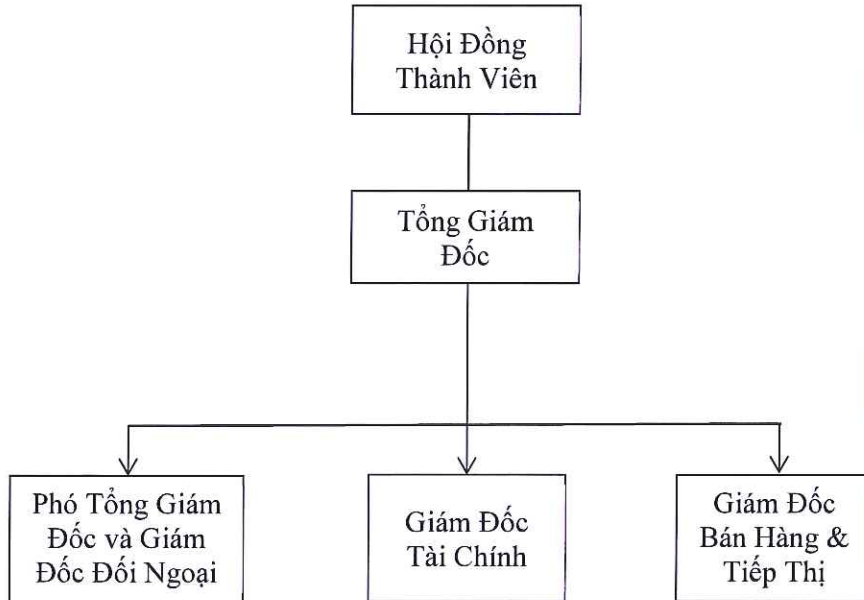 Hội Đồng
Thành Viên
Tổng Giám
Đốc
Phó Tổng Giám
Đốc và Giám
Đốc Đối Ngoại
Giám Đốc
Tài Chính
Giám Đốc
Bán Hàng &
Tiếp Thị